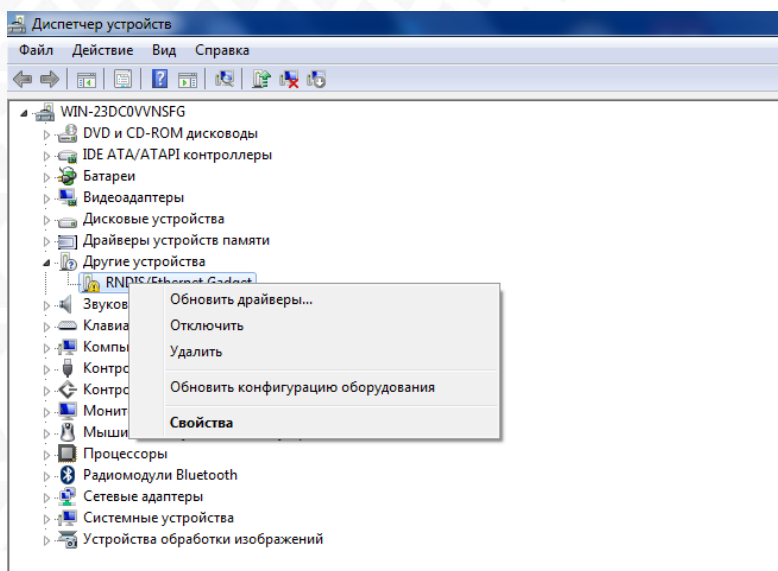 Диспетчер устройств
Файл Действие Вид Справка
WIN-23DC0VVNSFG
DVD и CD-ROM дисководы
IDE ATA/ATAPI контроллеры
Батареи
Видеоадаптеры
Дисковые устройства
Драйверы устройств памяти
Другие устройства
RNDIS/Ethernet Gadget
Звуков
Клавиа
Компы
Контро
Контро
Монит
Мыши
Обновить драйверы...
Отключить
Удалить
Обновить конфигурацию оборудования
Свойства
Процессоры
Радиомодули Bluetooth
Сетевые адаптеры
Системные устройства
Устройства обработки изображений